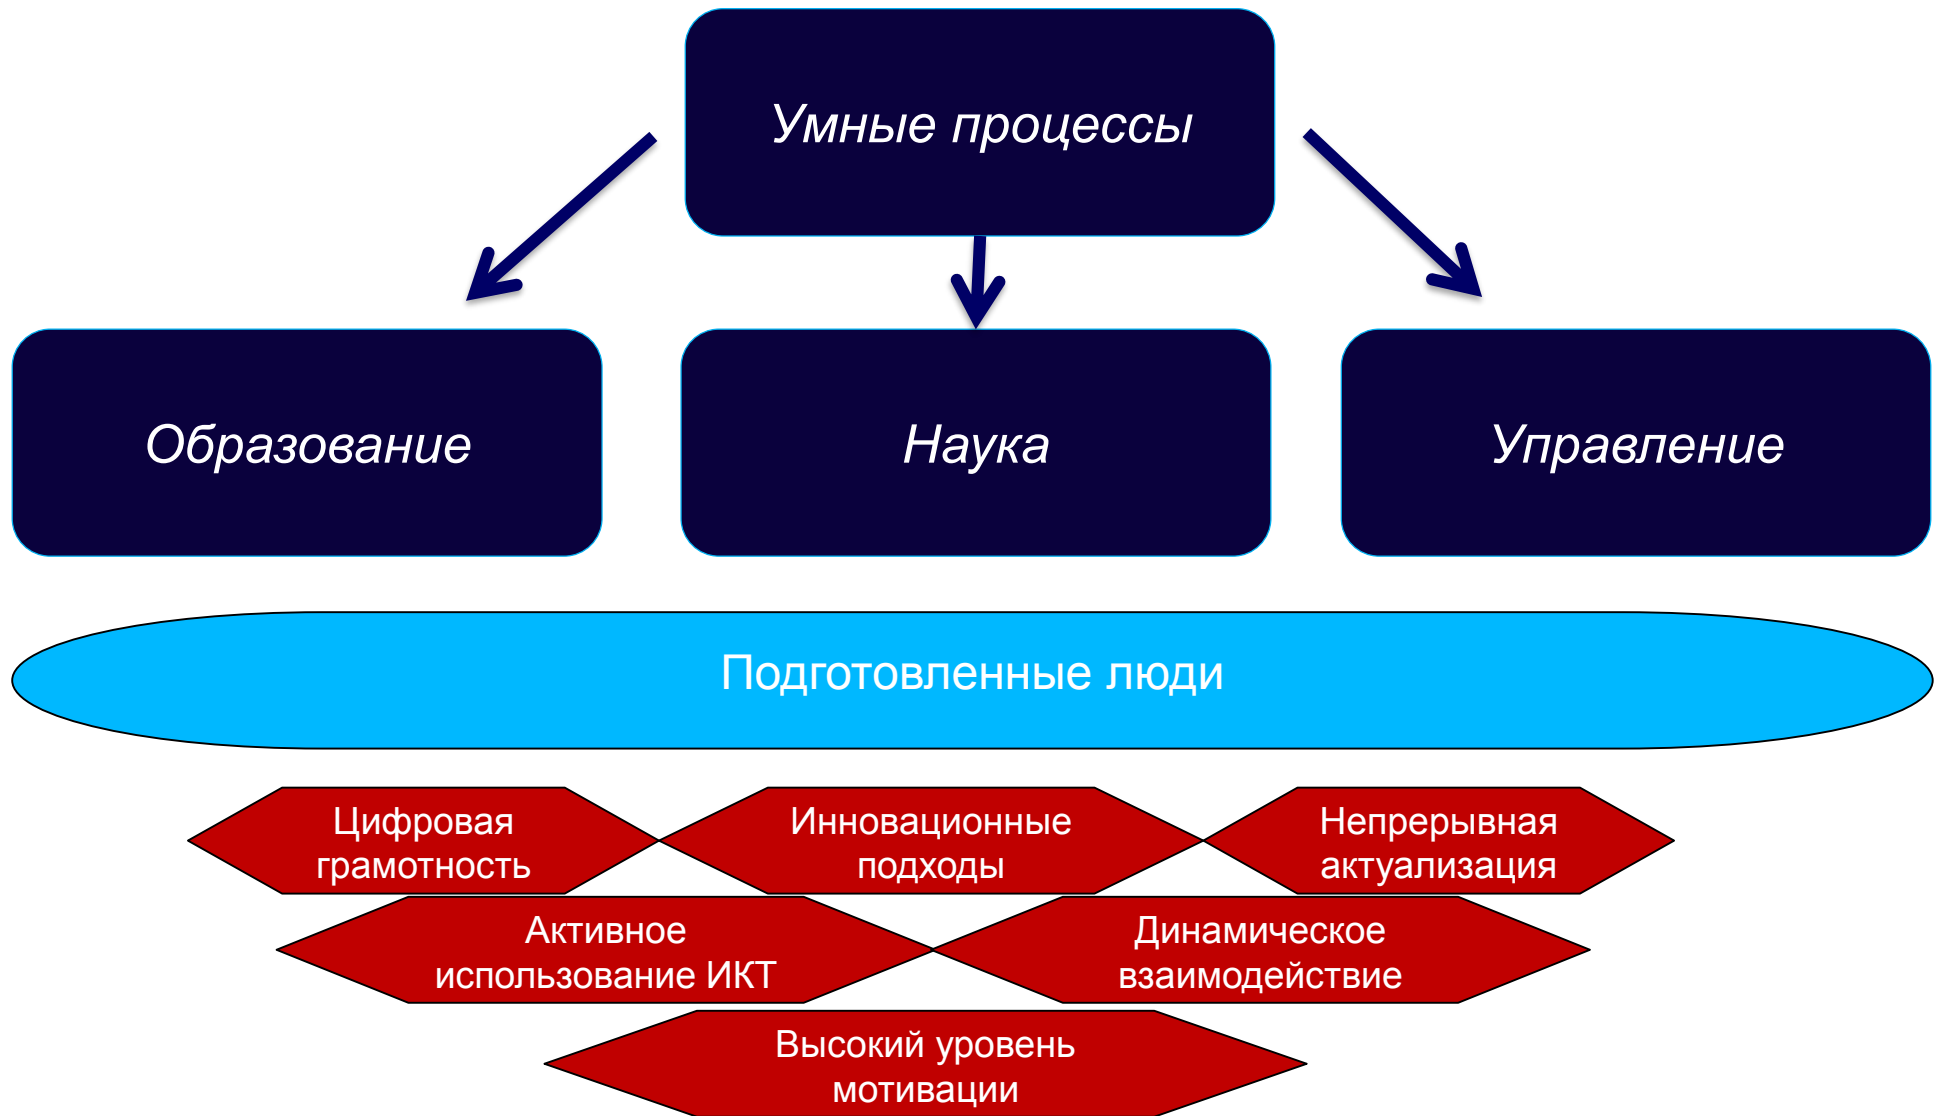 Умные процессы
Образование
Наука
Управление
Подготовленные люди
Цифровая
грамотность
Инновационные
подходы
Непрерывная
актуализация
Активное
использование ИКТ
Динамическое
взаимодействие
Высокий уровень
мотивации